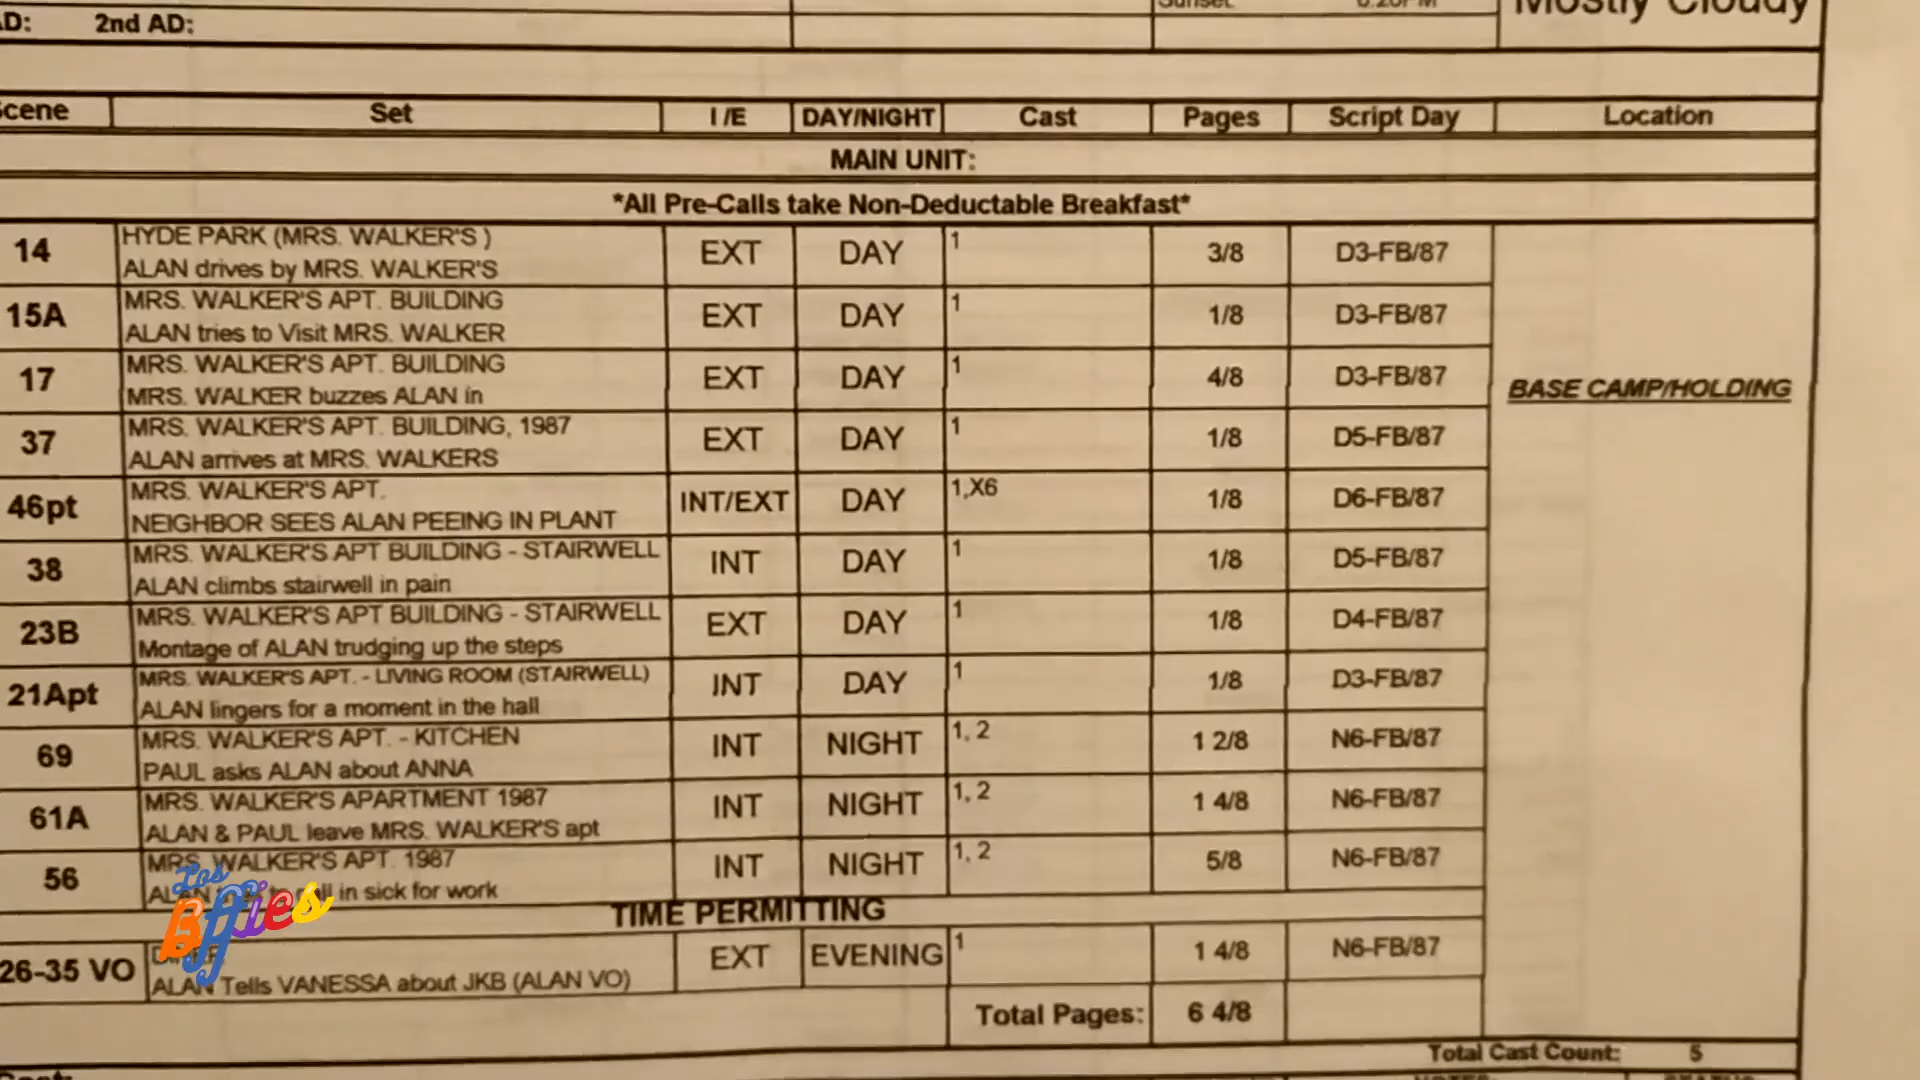 AD: 2nd AD:
Sunset: 6:20PM
Mostly Cloudy
Scene Set I/E DAY/NIGHT Cast Pages Script Day Location
MAIN UNIT:
*All Pre-Calls take Non-Deductable Breakfast*
14 HYDE PARK (MRS. WALKER'S ) EXT DAY 1 3/8 D3-FB/87
ALAN drives by MRS. WALKER'S
15A MRS. WALKER'S APT. BUILDING EXT DAY 1 1/8 D3-FB/87
ALAN tries to Visit MRS. WALKER
17 MRS. WALKER'S APT. BUILDING EXT DAY 1 4/8 D3-FB/87
MRS. WALKER buzzes ALAN in
BASE CAMP/HOLDING
37 MRS. WALKER'S APT. BUILDING, 1987 EXT DAY 1 1/8 D5-FB/87
ALAN arrives at MRS. WALKERS
46pt MRS. WALKER'S APT. INT/EXT DAY 1,X6 1/8 D6-FB/87
NEIGHBOR SEES ALAN PEEING IN PLANT
38 MRS. WALKER'S APT BUILDING - STAIRWELL INT DAY 1 1/8 D5-FB/87
ALAN climbs stairwell in pain
23B MRS. WALKER'S APT BUILDING - STAIRWELL EXT DAY 1 1/8 D4-FB/87
Montage of ALAN trudging up the steps
21Apt MRS. WALKER'S APT. - LIVING ROOM (STAIRWELL) INT DAY 1 1/8 D3-FB/87
ALAN lingers for a moment in the hall
69 MRS. WALKER'S APT. - KITCHEN INT NIGHT 1, 2 1 2/8 N6-FB/87
PAUL asks ALAN about ANNA
61A MRS. WALKER'S APARTMENT 1987 INT NIGHT 1, 2 1 4/8 N6-FB/87
ALAN & PAUL leave MRS. WALKER'S apt
56 MRS. WALKER'S APT. 1987 INT NIGHT 1, 2 5/8 N6-FB/87
ALAN in sick for work
Los
TIME PERMITTING
26-35 VO EXT EVENING 1 1 4/8 N6-FB/87
ALAN Tells VANESSA about JKB (ALAN VO)
Total Pages: 6 4/8
Total Cast Count: 5